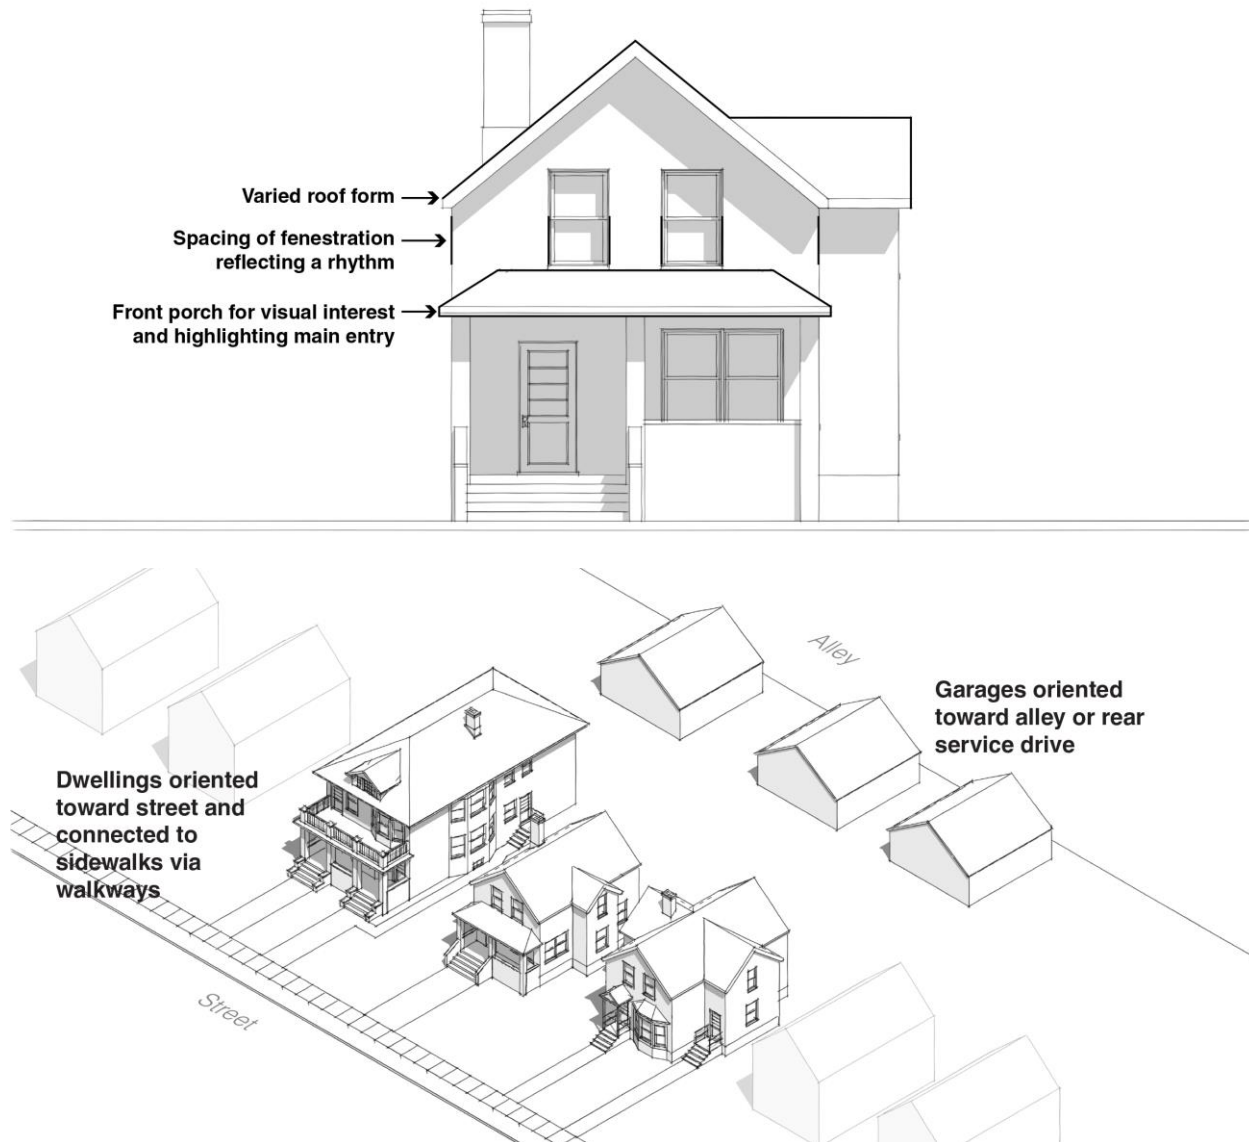 Varied roof form
Spacing of fenestration
reflecting a rhythm
Front porch for visual interest
and highlighting main entry
Alley
Garages oriented
toward alley or rear
service drive
Dwellings oriented
toward street and
connected to
sidewalks via
walkways
Street